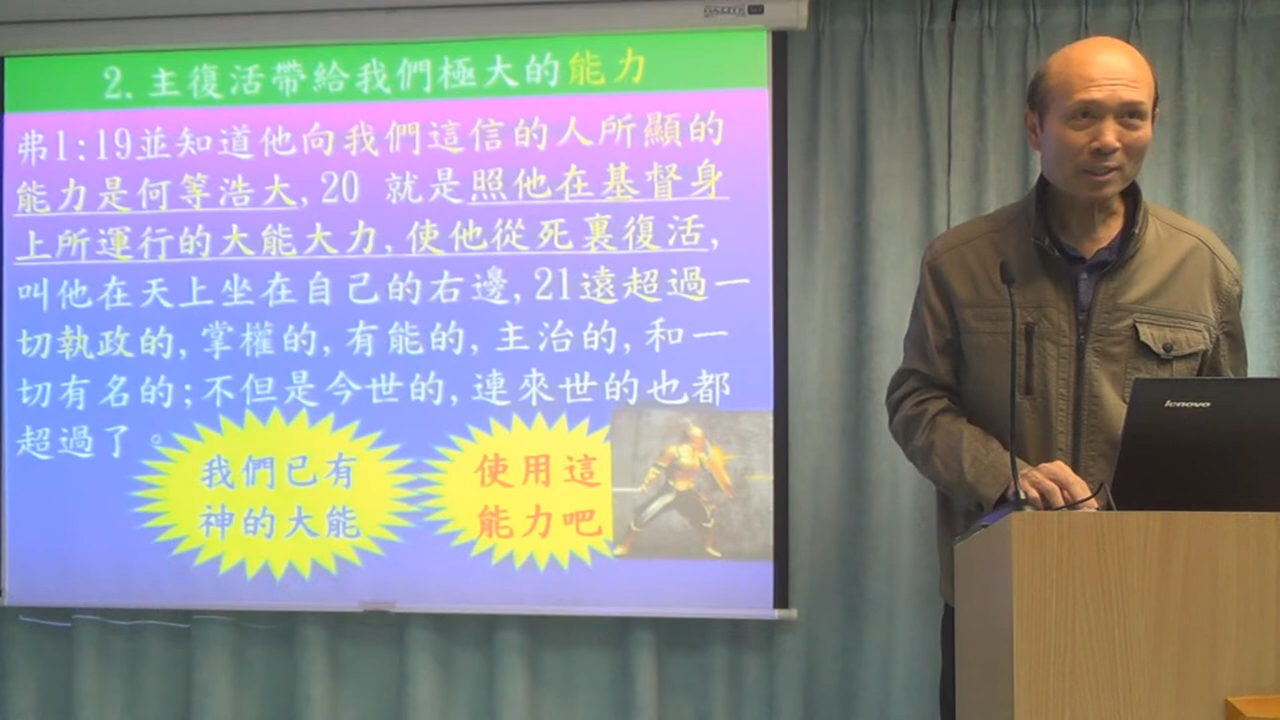 2.主復活帶給我們極大的能力
弗1:19並知道他向我們這信的人所顯的
能力是何等浩大,20 就是照他在基督身
上所運行的大能大力,使他從死裏復活,
叫他在天上坐在自己的右邊,21遠超過一
切執政的,掌權的,有能的,主治的,和一
切有名的;不但是今世的,連來世的也都
超過了。
我們已有
神的大能
使用這
能力吧
lenovo